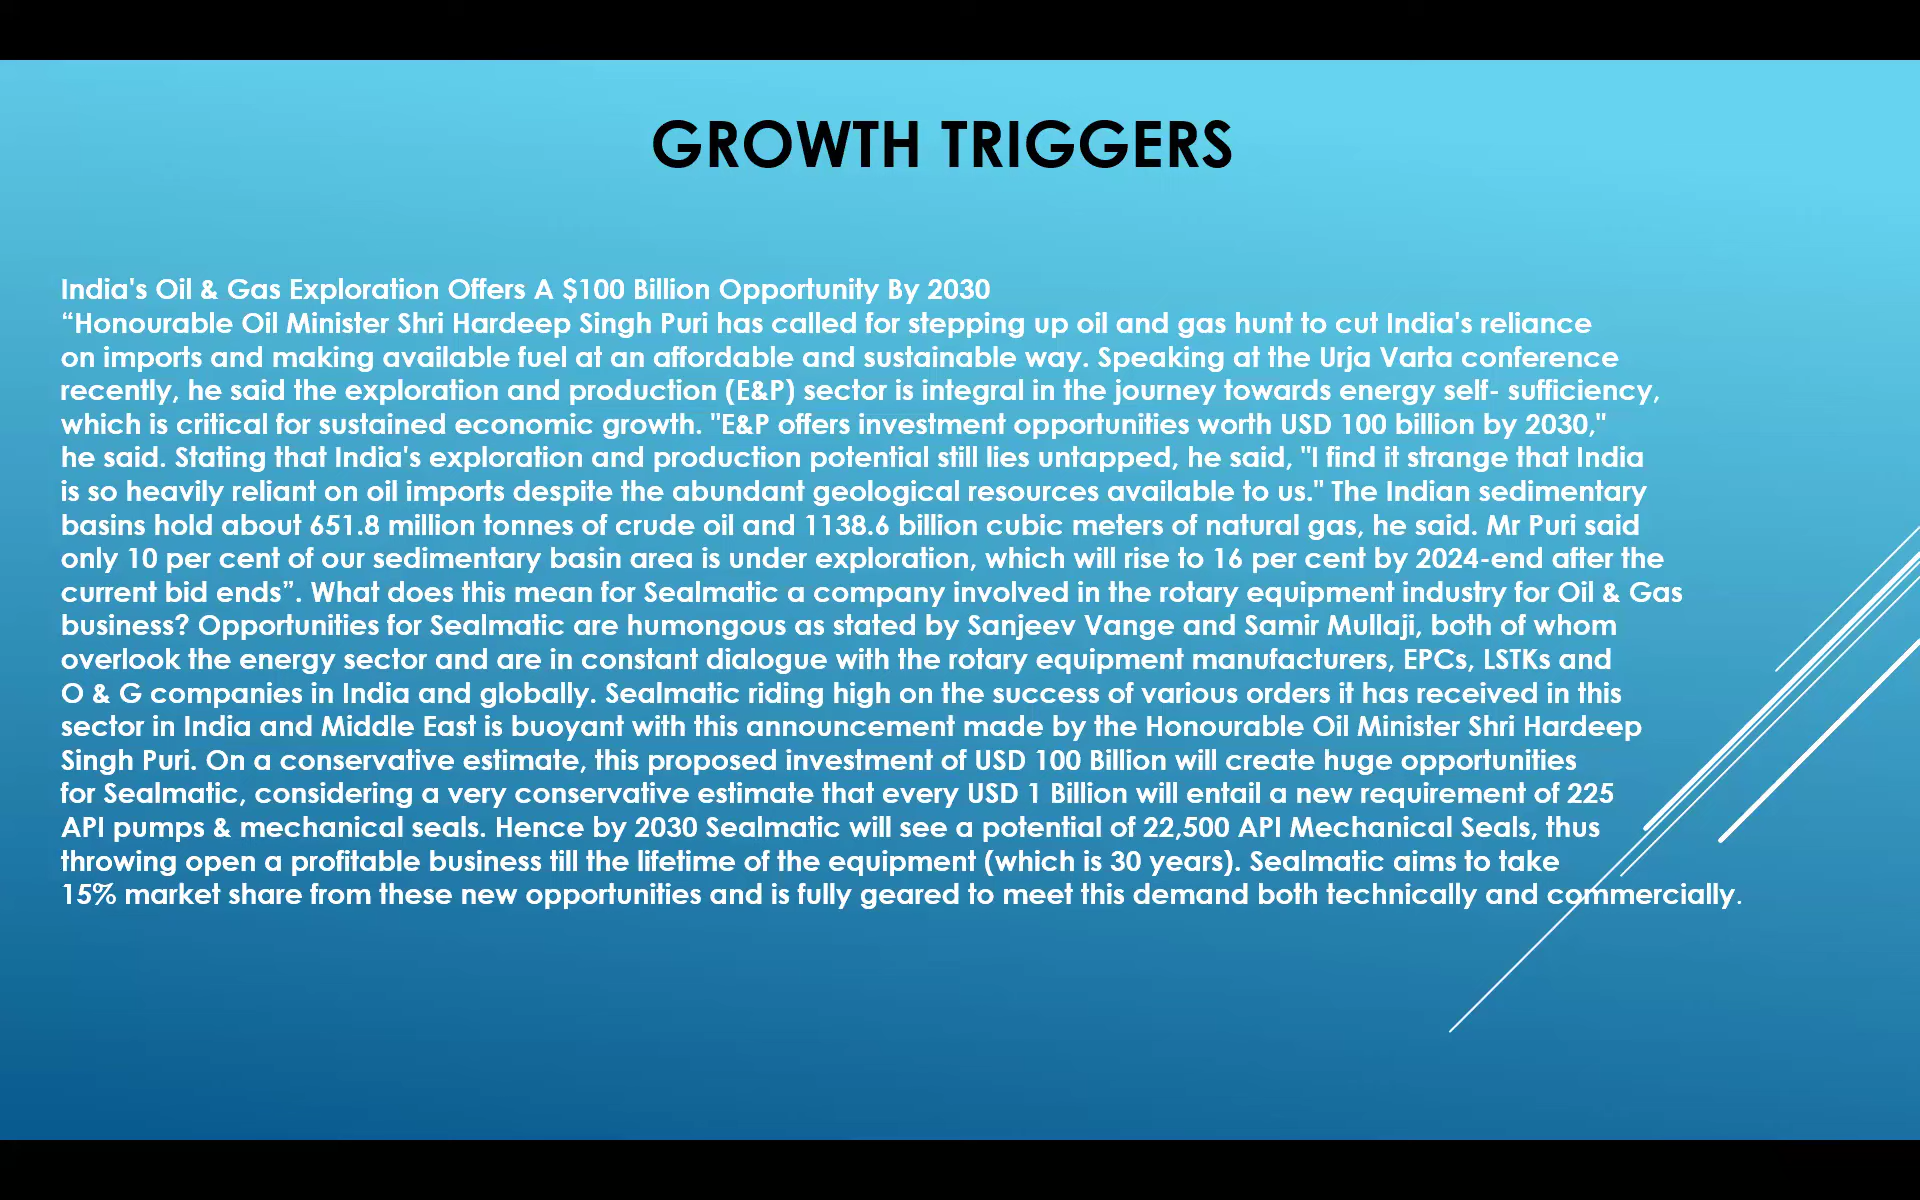 GROWTH TRIGGERS
India's Oil & Gas Exploration Offers A $100 Billion Opportunity By 2030
“Honourable Oil Minister Shri Hardeep Singh Puri has called for stepping up oil and gas hunt to cut India's reliance
on imports and making available fuel at an affordable and sustainable way. Speaking at the Urja Varta conference
recently, he said the exploration and production (E&P) sector is integral in the journey towards energy self- sufficiency,
which is critical for sustained economic growth. "E&P offers investment opportunities worth USD 100 billion by 2030,"
he said. Stating that India's exploration and production potential still lies untapped, he said, "I find it strange that India
is so heavily reliant on oil imports despite the abundant geological resources available to us." The Indian sedimentary
basins hold about 651.8 million tonnes of crude oil and 1138.6 billion cubic meters of natural gas, he said. Mr Puri said
only 10 per cent of our sedimentary basin area is under exploration, which will rise to 16 per cent by 2024-end after the
current bid ends”. What does this mean for Sealmatic a company involved in the rotary equipment industry for Oil & Gas
business? Opportunities for Sealmatic are humongous as stated by Sanjeev Vange and Samir Mullaji, both of whom
overlook the energy sector and are in constant dialogue with the rotary equipment manufacturers, EPCs, LSTKs and
O & G companies in India and globally. Sealmatic riding high on the success of various orders it has received in this
sector in India and Middle East is buoyant with this announcement made by the Honourable Oil Minister Shri Hardeep
Singh Puri. On a conservative estimate, this proposed investment of USD 100 Billion will create huge opportunities
for Sealmatic, considering a very conservative estimate that every USD 1 Billion will entail a new requirement of 225
API pumps & mechanical seals. Hence by 2030 Sealmatic will see a potential of 22,500 API Mechanical Seals, thus
throwing open a profitable business till the lifetime of the equipment (which is 30 years). Sealmatic aims to take
15% market share from these new opportunities and is fully geared to meet this demand both technically and commercially.